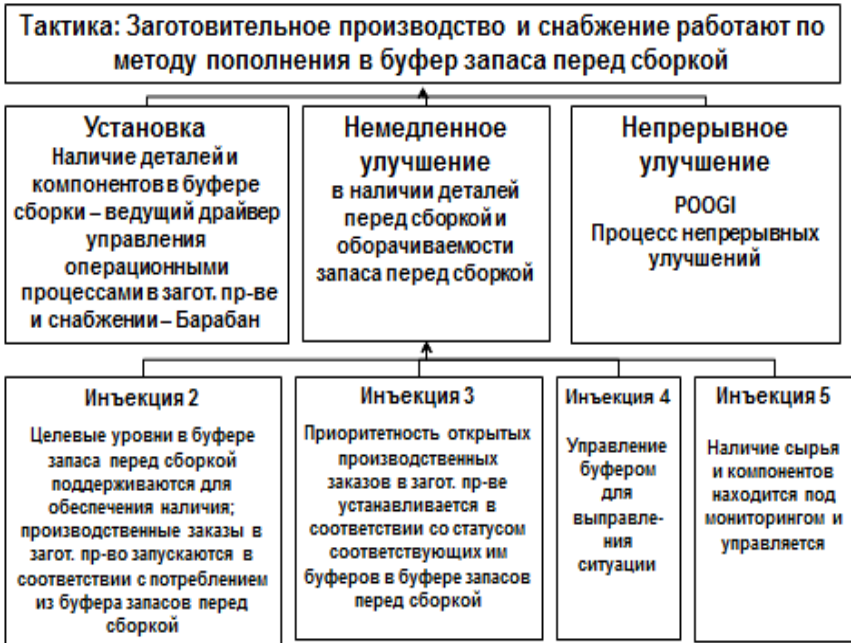 Тактика: Заготовительное производство и снабжение работают по
методу пополнения в буфер запаса перед сборкой
Установка
Наличие деталей и
компонентов в буфере
сборки – ведущий драйвер
управления
операционными
процессами в загот. пр-ве
и снабжении – Барабан
Немедленное
улучшение
в наличии деталей
перед сборкой и
оборачиваемости
запаса перед сборкой
Непрерывное
улучшение
POOGI
Процесс непрерывных
улучшений
Инъекция 2
Целевые уровни в буфере
запаса перед сборкой
поддерживаются для
обеспечения наличия;
производственные заказы в
загот. пр-во запускаются в
соответствии с потреблением
из буфера запасов перед
сборкой
Инъекция 3
Приоритетность открытых
производственных
заказов в загот. пр-ве
устанавливается в
соответствии со статусом
соответствующих им
буферов в буфере запасов
перед сборкой
Инъекция 4
Управление
буфером
для
выправле-
ния
ситуации
Инъекция 5
Наличие сырья
и компонентов
находится под
мониторингом и
управляется